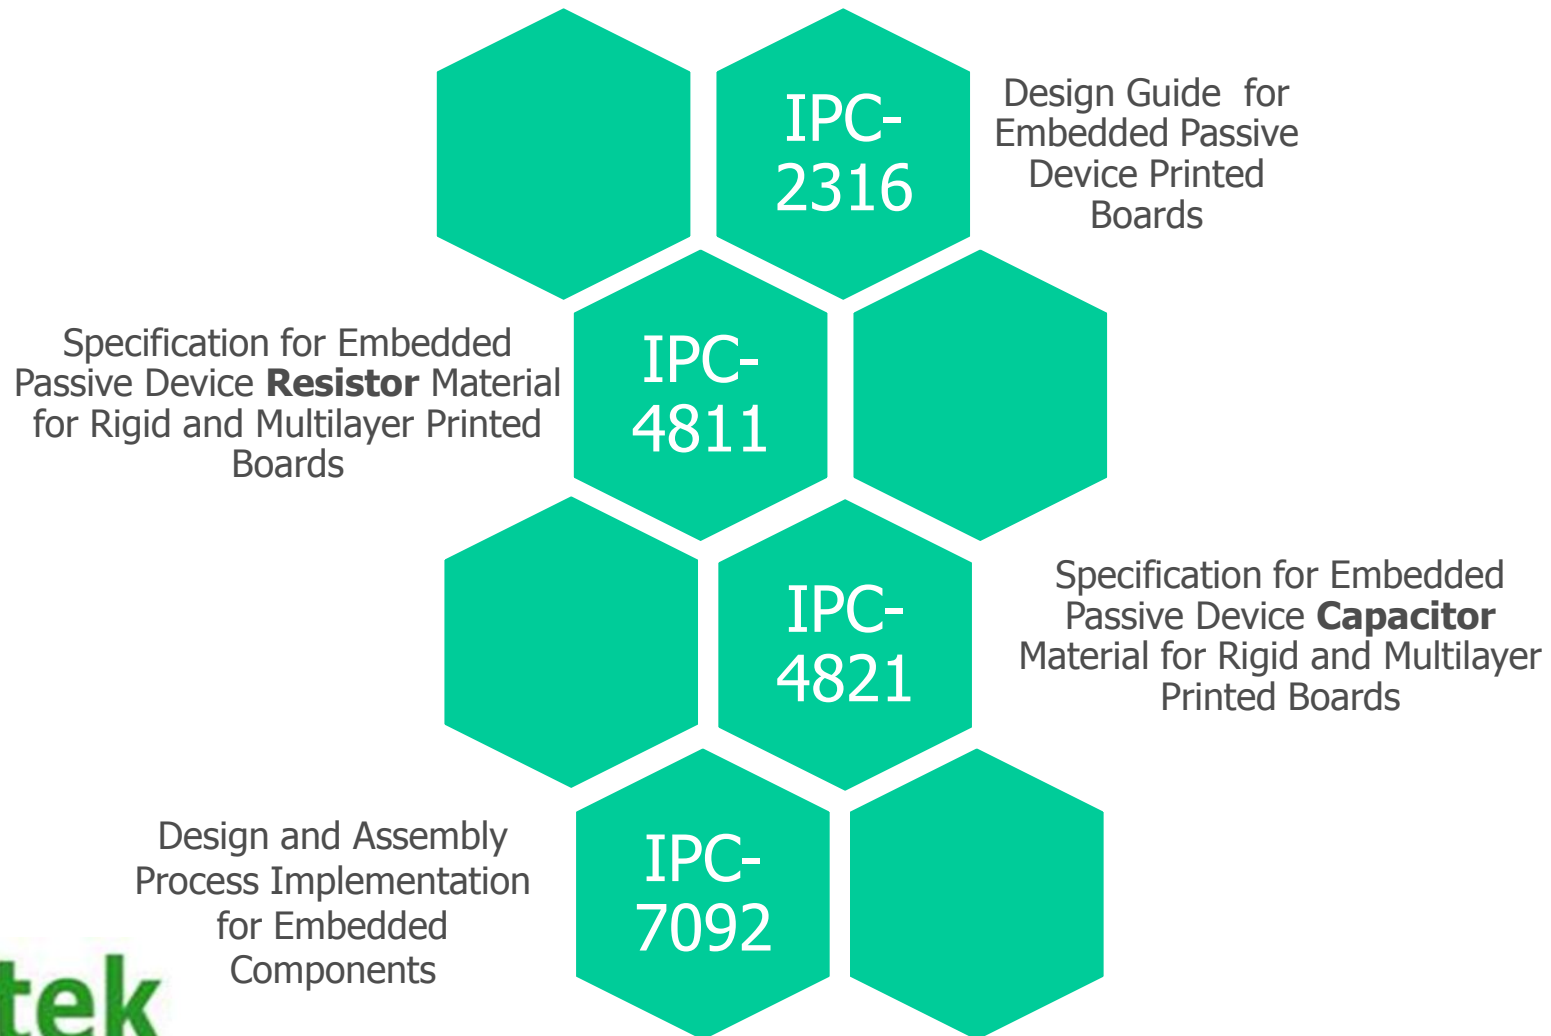 IPC-
2316
Design Guide for
Embedded Passive
Device Printed
Boards
Specification for Embedded
Passive Device Resistor Material
for Rigid and Multilayer Printed
Boards
IPC-
4811
IPC-
4821
Specification for Embedded
Passive Device Capacitor
Material for Rigid and Multilayer
Printed Boards
Design and Assembly
Process Implementation
for Embedded
Components
IPC-
7092
tek